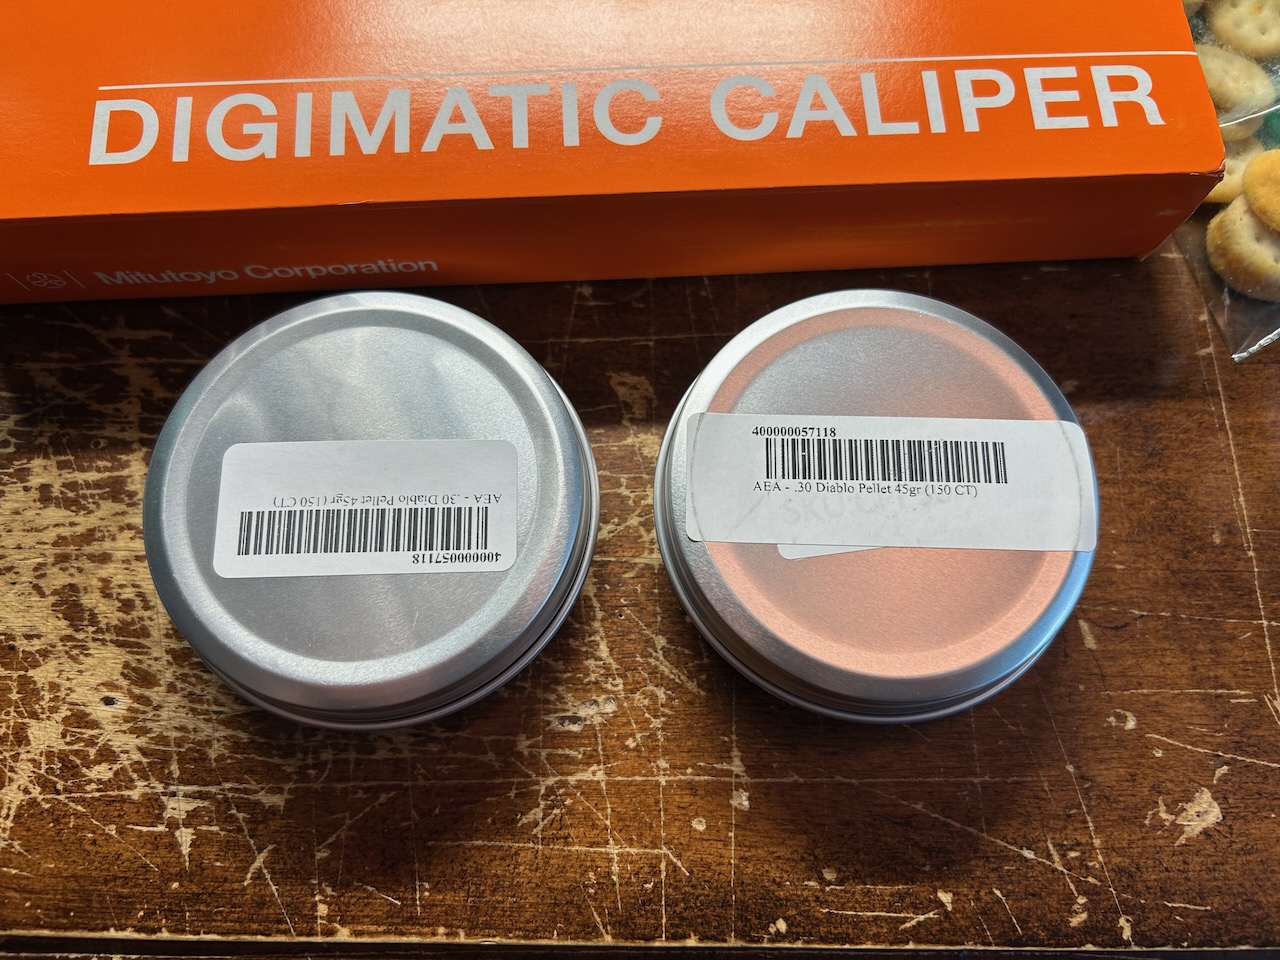 DIGIMATIC CALIPER
Mitutoyo Corporation
AEA - .30 Diablo Pellet 45gr (150 CT)
400000057118
400000057118
AEA - .30 Diablo Pellet 45gr (150 CT)